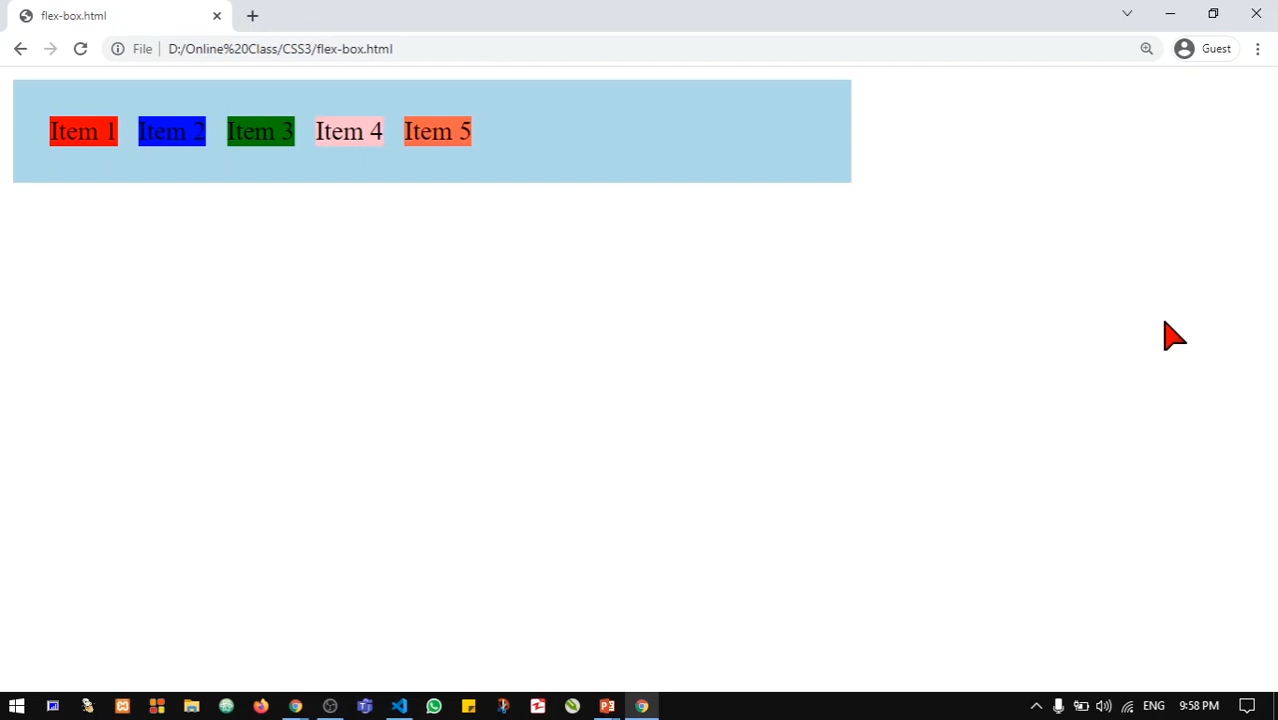 flex-box.html
File D:/Online%20Class/CSS3/flex-box.html
Guest
Item 1 Item 2 Item 3 Item 4 Item 5
ENG 9:58 PM